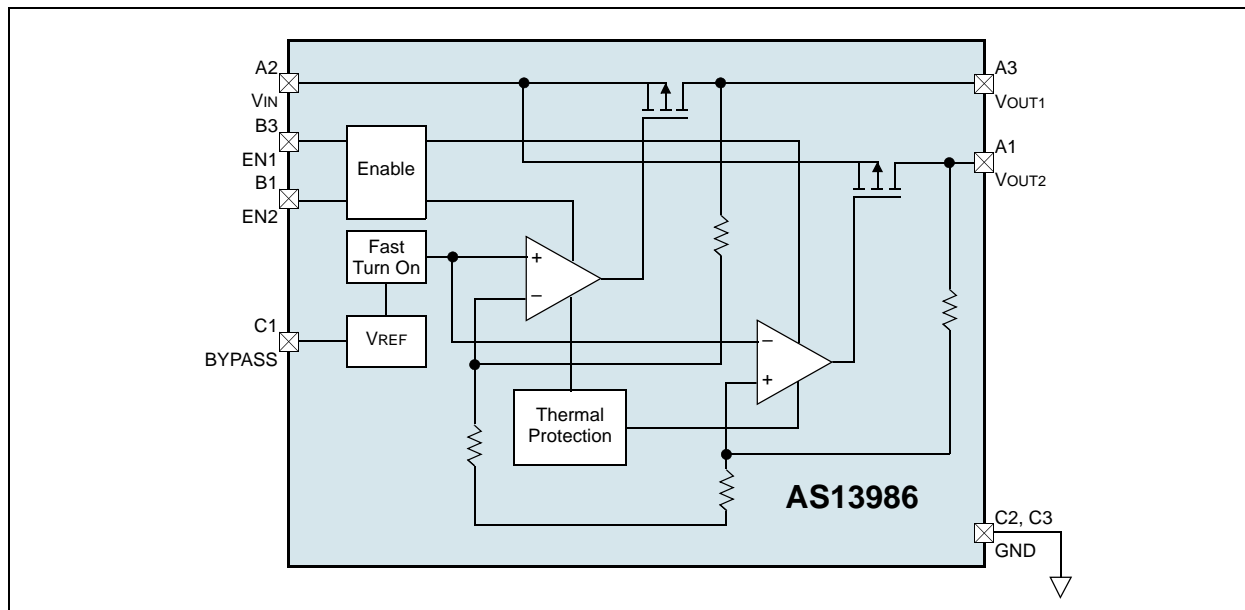 A2
VIN
B3
EN1
B1
EN2
C1
BYPASS
Enable
Fast
Turn On
VREF
+
−
−
+
Thermal
Protection
AS13986
A3
VOUT1
A1
VOUT2
C2, C3
GND